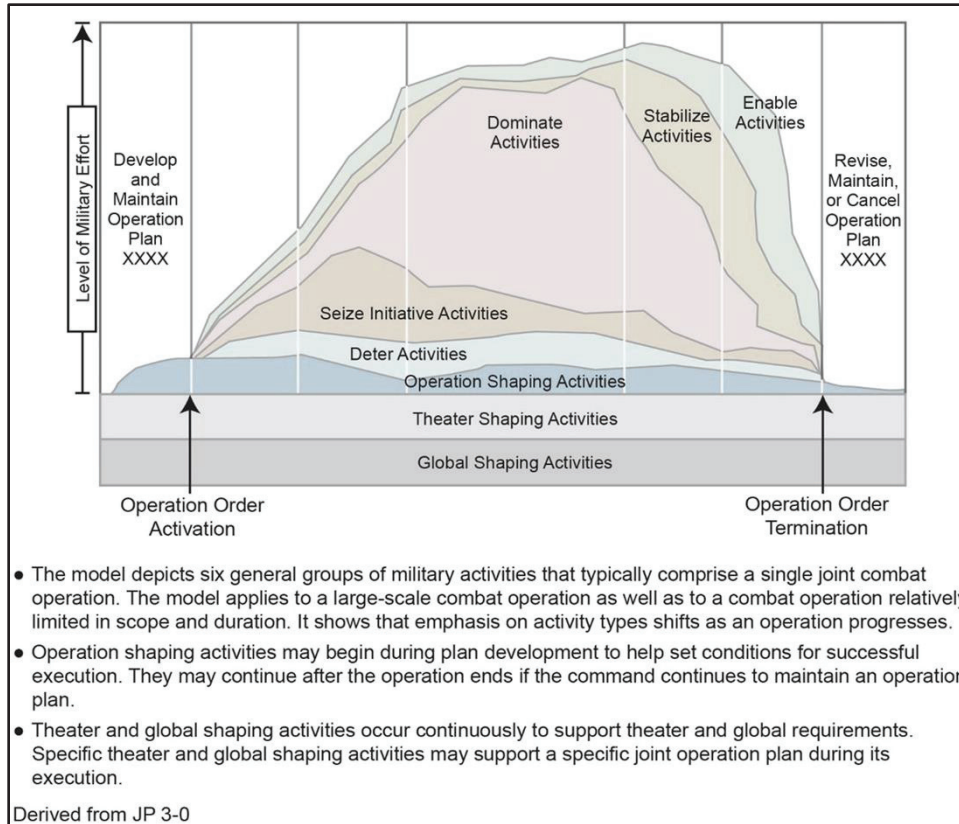 Level of Military Effort
Develop
and
Maintain
Operation
Plan
XXXX
Dominate
Activities
Stabilize
Activities
Enable
Activities
Revise,
Maintain,
or Cancel
Operation
Plan
XXXX
Seize Initiative Activities
Deter Activities
Operation Shaping Activities
Theater Shaping Activities
Global Shaping Activities
Operation Order
Activation
Operation Order
Termination
● The model depicts six general groups of military activities that typically comprise a single joint combat
operation. The model applies to a large-scale combat operation as well as to a combat operation relatively
limited in scope and duration. It shows that emphasis on activity types shifts as an operation progresses.
● Operation shaping activities may begin during plan development to help set conditions for successful
execution. They may continue after the operation ends if the command continues to maintain an operation
plan.
● Theater and global shaping activities occur continuously to support theater and global requirements.
Specific theater and global shaping activities may support a specific joint operation plan during its
execution.
Derived from JP 3-0